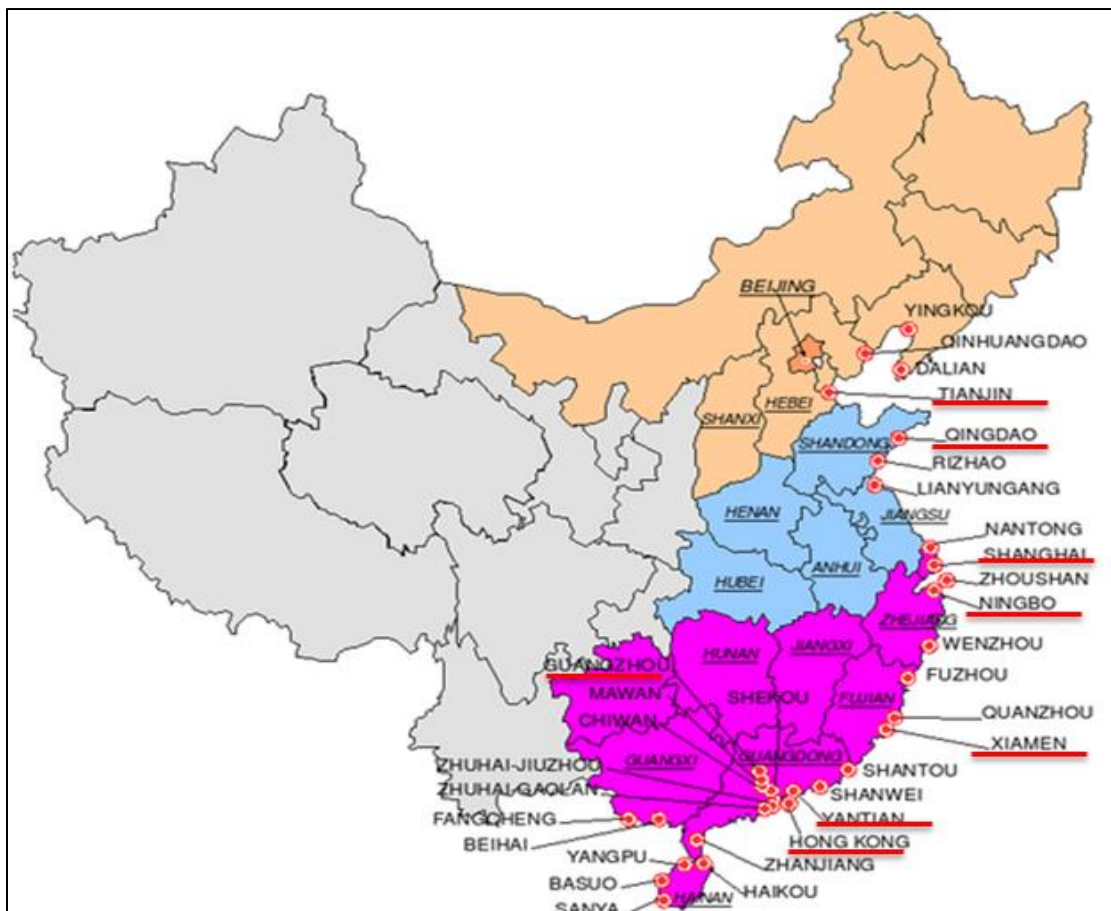 BEIJING
YINGKOU
QINHUANGDAO
DALIAN
TIANJIN
HEBEI
SHANXI
SHANDONG
QINGDAO
RIZHAO
LIANYUNGANG
HENAN
JIANGSU
NANTONG
SHANGHAI
ANHUI
HUBEI
ZHOUSHAN
NINGBO
ZHEJIANG
WENZHOU
HUNAN
JIANGXI
GUANGZHOU
FUZHOU
MAWAN
SHEKOU
FUJIAN
CHIWAN
QUANZHOU
XIAMEN
GUANGXI
GUANGDONG
ZHUHAI-JIUZHOU
SHANTOU
ZHUHAI-GAOLAN
SHANWEI
FANGCHENG
YANTIAN
BEIHAI
HONG KONG
YANGPU
ZHANJIANG
BASUO
HAIKOU
HAINAN
SANYA